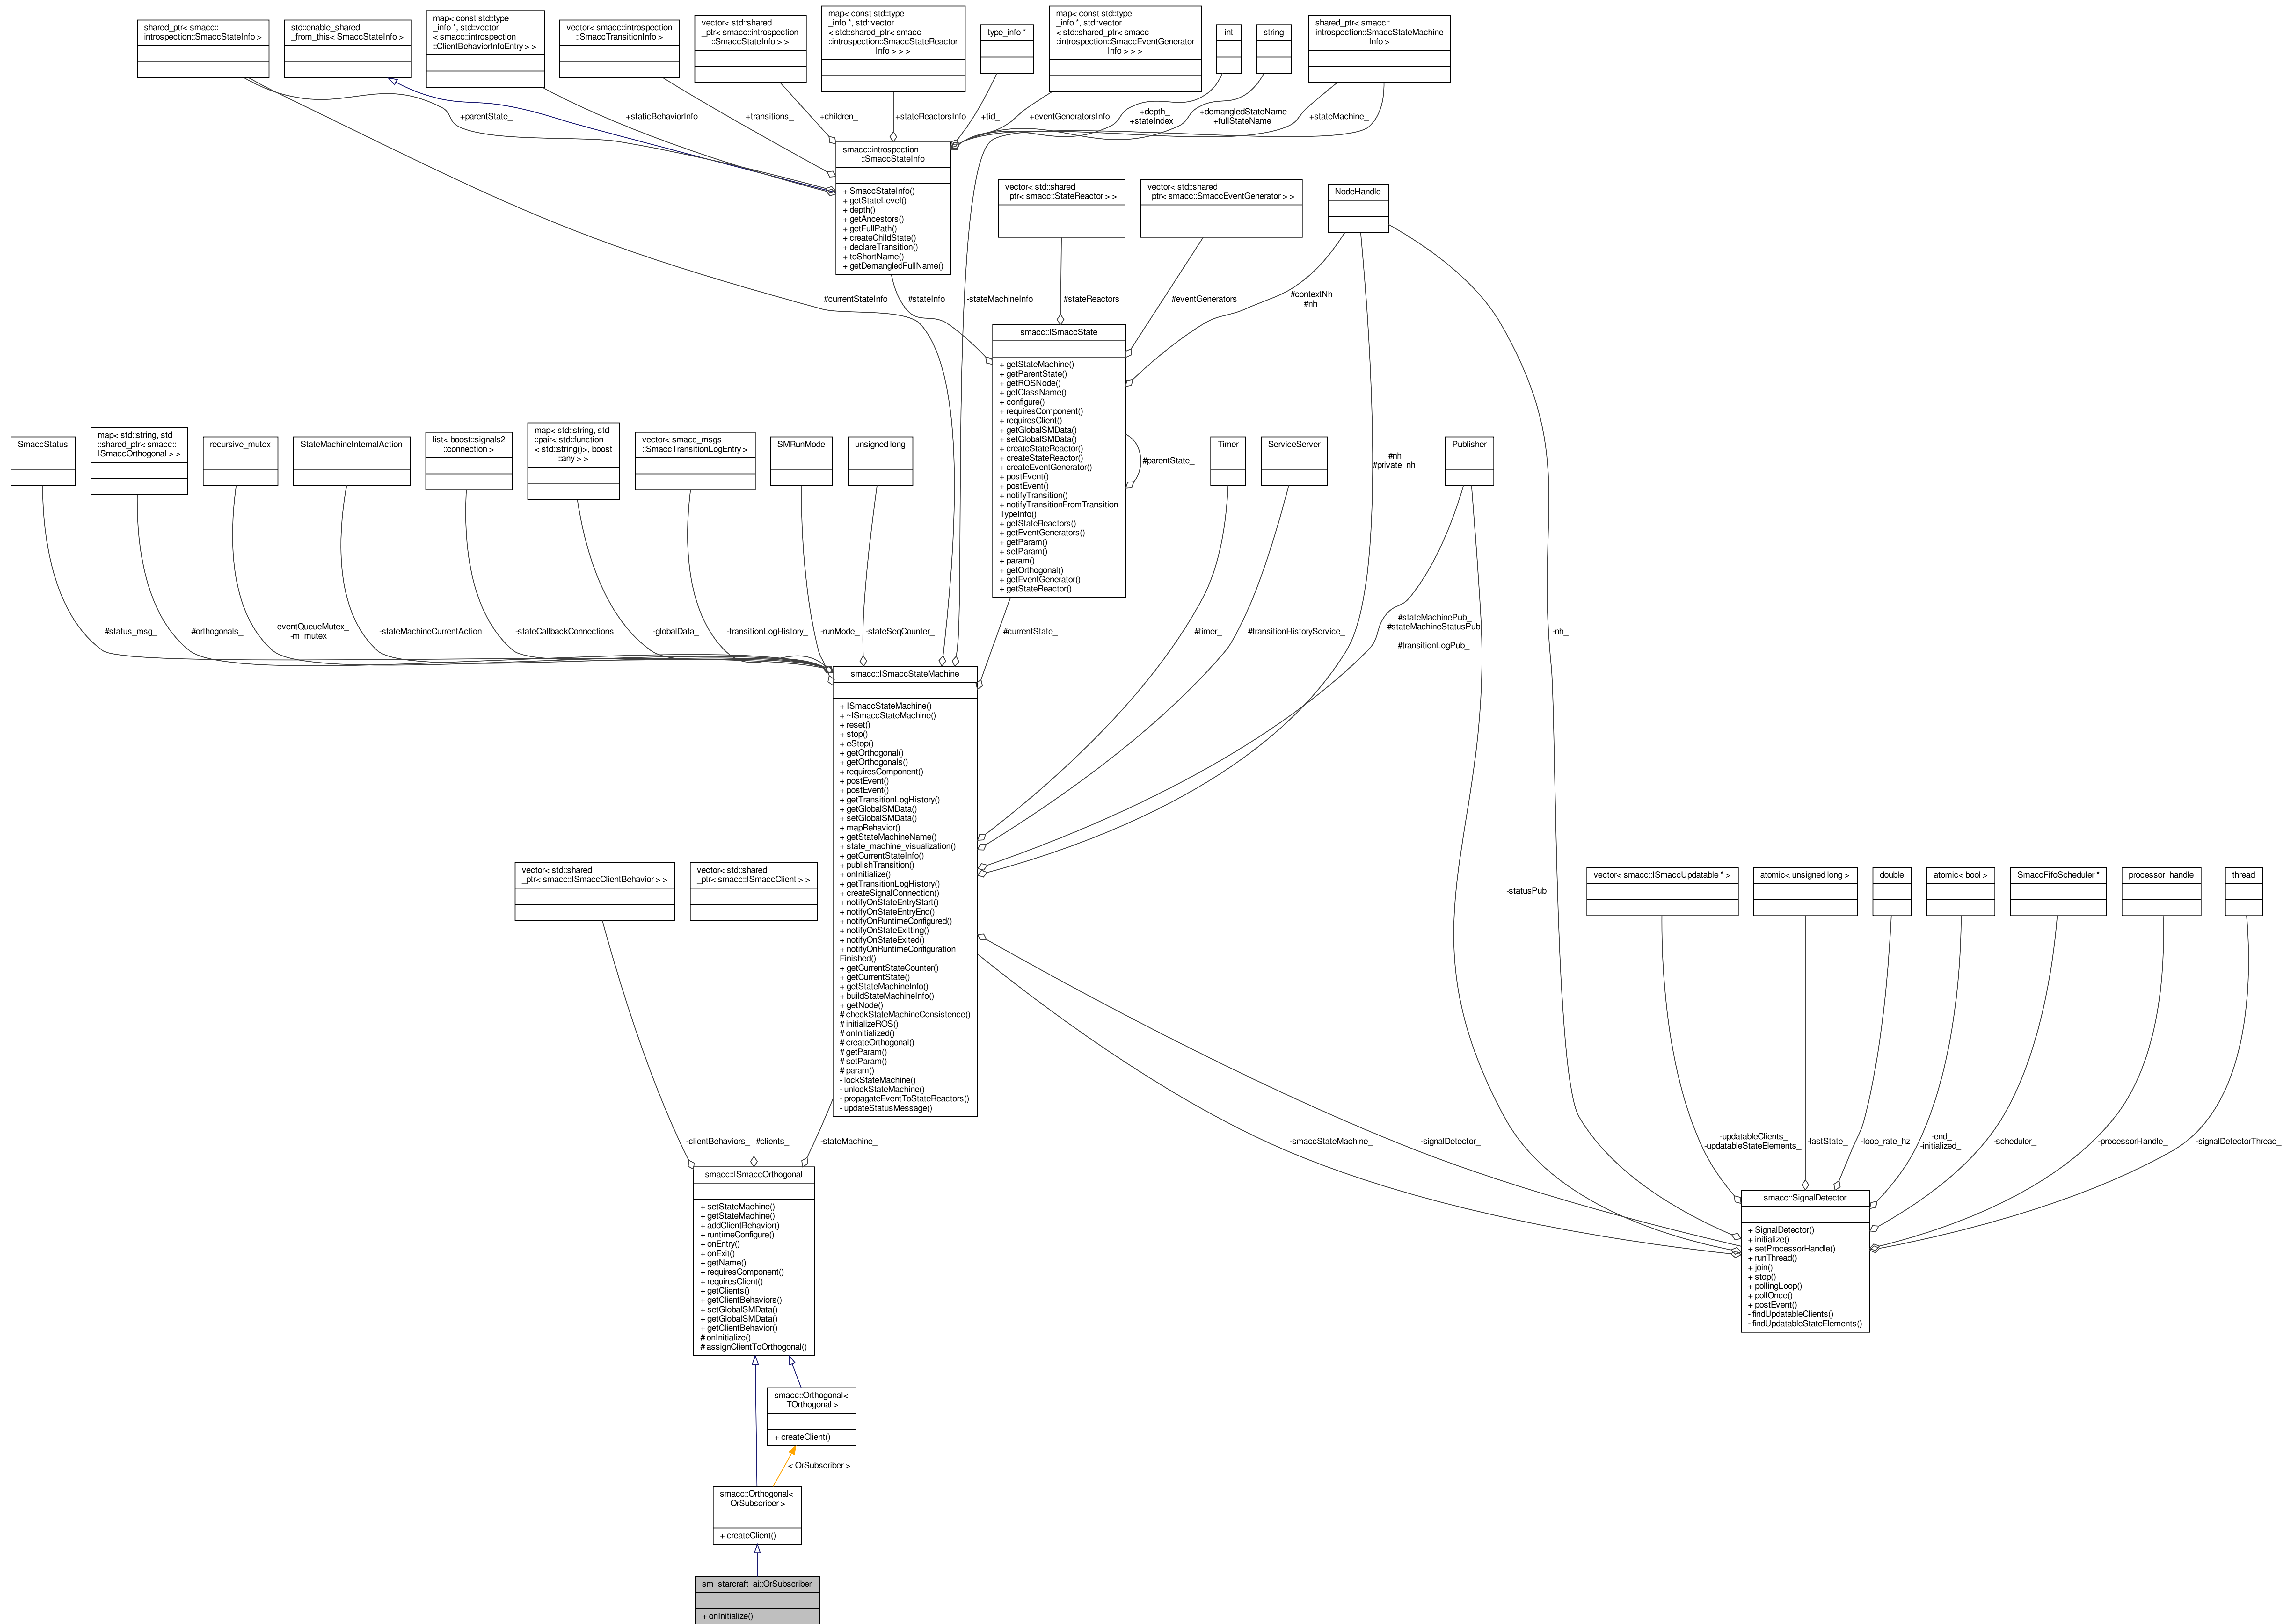 shared_ptr< smacc::
introspection::SmaccStateInfo >
std::enable_shared
_from_this< SmaccStateInfo >
map< const std::type
_info *, std::vector
< smacc::introspection
::ClientBehaviorInfoEntry > >
vector< smacc::introspection
::SmaccTransitionInfo >
vector< std::shared
_ptr< smacc::introspection
::SmaccStateInfo > >
map< const std::type
_info *, std::vector
< std::shared_ptr< smacc
::introspection::SmaccStateReactor
Info > > >
type_info *
map< const std::type
_info *, std::vector
< std::shared_ptr< smacc
::introspection::SmaccEventGenerator
Info > > >
int
string
shared_ptr< smacc::
introspection::SmaccStateMachine
Info >
+parentState_
+staticBehaviorInfo
+transitions_
+children_
+stateReactorsInfo
+tid_
+eventGeneratorsInfo
+depth_
+stateIndex_
+demangledStateName
+fullStateName
+stateMachine_
smacc::introspection
::SmaccStateInfo
+ SmaccStateInfo()
+ getStateLevel()
+ depth()
+ getAncestors()
+ getFullPath()
+ createChildState()
+ declareTransition()
+ toShortName()
+ getDemangledFullName()
vector< std::shared
_ptr< smacc::StateReactor > >
vector< std::shared
_ptr< smacc::SmaccEventGenerator > >
NodeHandle
#currentStateInfo_
#stateInfo_
-stateMachineInfo_
#stateReactors_
#eventGenerators_
#contextNh
#nh
smacc::ISmaccState
+ getStateMachine()
+ getParentState()
+ getROSNode()
+ getClassName()
+ configure()
+ requiresComponent()
+ requiresClient()
+ getGlobalSMData()
+ setGlobalSMData()
+ createStateReactor()
+ createStateReactor()
+ createEventGenerator()
+ postEvent()
+ postEvent()
+ notifyTransition()
+ notifyTransitionFromTransition
TypeInfo()
+ getStateReactors()
+ getEventGenerators()
+ getParam()
+ setParam()
+ param()
+ getOrthogonal()
+ getEventGenerator()
+ getStateReactor()
#parentState_
SmaccStatus
map< std::string, std
::shared_ptr< smacc::
ISmaccOrthogonal > >
recursive_mutex
StateMachineInternalAction
list< boost::signals2
::connection >
map< std::string, std
::pair< std::function
< std::string()>, boost
::any > >
vector< smacc_msgs
::SmaccTransitionLogEntry >
SMRunMode
unsigned long
Timer
ServiceServer
Publisher
#nh_
#private_nh_
#status_msg_
#orthogonals_
-eventQueueMutex_
-m_mutex_
-stateMachineCurrentAction
-stateCallbackConnections
-globalData_
-transitionLogHistory_
-runMode_
-stateSeqCounter_
#currentState_
#timer_
#transitionHistoryService_
#stateMachinePub_
#stateMachineStatusPub
_
#transitionLogPub_
-nh_
smacc::ISmaccStateMachine
+ ISmaccStateMachine()
+ ~ISmaccStateMachine()
+ reset()
+ stop()
+ eStop()
+ getOrthogonal()
+ getOrthogonals()
+ requiresComponent()
+ postEvent()
+ postEvent()
+ getTransitionLogHistory()
+ getGlobalSMData()
+ setGlobalSMData()
+ mapBehavior()
+ getStateMachineName()
+ state_machine_visualization()
+ getCurrentStateInfo()
+ publishTransition()
+ onInitialize()
+ getTransitionLogHistory()
+ createSignalConnection()
+ notifyOnStateEntryStart()
+ notifyOnStateEntryEnd()
+ notifyOnRuntimeConfigured()
+ notifyOnStateExitting()
+ notifyOnStateExited()
+ notifyOnRuntimeConfiguration
Finished()
+ getCurrentStateCounter()
+ getCurrentState()
+ getStateMachineInfo()
+ buildStateMachineInfo()
+ getNode()
# checkStateMachineConsistence()
# initializeROS()
# onInitialized()
# createOrthogonal()
# getParam()
# setParam()
# param()
- lockStateMachine()
- unlockStateMachine()
- propagateEventToStateReactors()
- updateStatusMessage()
vector< std::shared
_ptr< smacc::ISmaccClientBehavior > >
vector< std::shared
_ptr< smacc::ISmaccClient > >
-statusPub_
vector< smacc::ISmaccUpdatable * >
atomic< unsigned long >
double
atomic< bool >
SmaccFifoScheduler *
processor_handle
thread
-clientBehaviors_
#clients_
-stateMachine_
-smaccStateMachine_
-signalDetector_
-updatableClients_
-updatableStateElements_
-lastState_
-loop_rate_hz
-end_
-initialized_
-scheduler_
-processorHandle_
-signalDetectorThread_
smacc::ISmaccOrthogonal
+ setStateMachine()
+ getStateMachine()
+ addClientBehavior()
+ runtimeConfigure()
+ onEntry()
+ onExit()
+ getName()
+ requiresComponent()
+ requiresClient()
+ getClients()
+ getClientBehaviors()
+ setGlobalSMData()
+ getGlobalSMData()
+ getClientBehavior()
# onInitialize()
# assignClientToOrthogonal()
smacc::SignalDetector
+ SignalDetector()
+ initialize()
+ setProcessorHandle()
+ runThread()
+ join()
+ stop()
+ pollingLoop()
+ pollOnce()
+ postEvent()
- findUpdatableClients()
- findUpdatableStateElements()
smacc::Orthogonal<
TOrthogonal >
+ createClient()
< OrSubscriber >
smacc::Orthogonal<
OrSubscriber >
+ createClient()
sm_starcraft_ai::OrSubscriber
+ onInitialize()